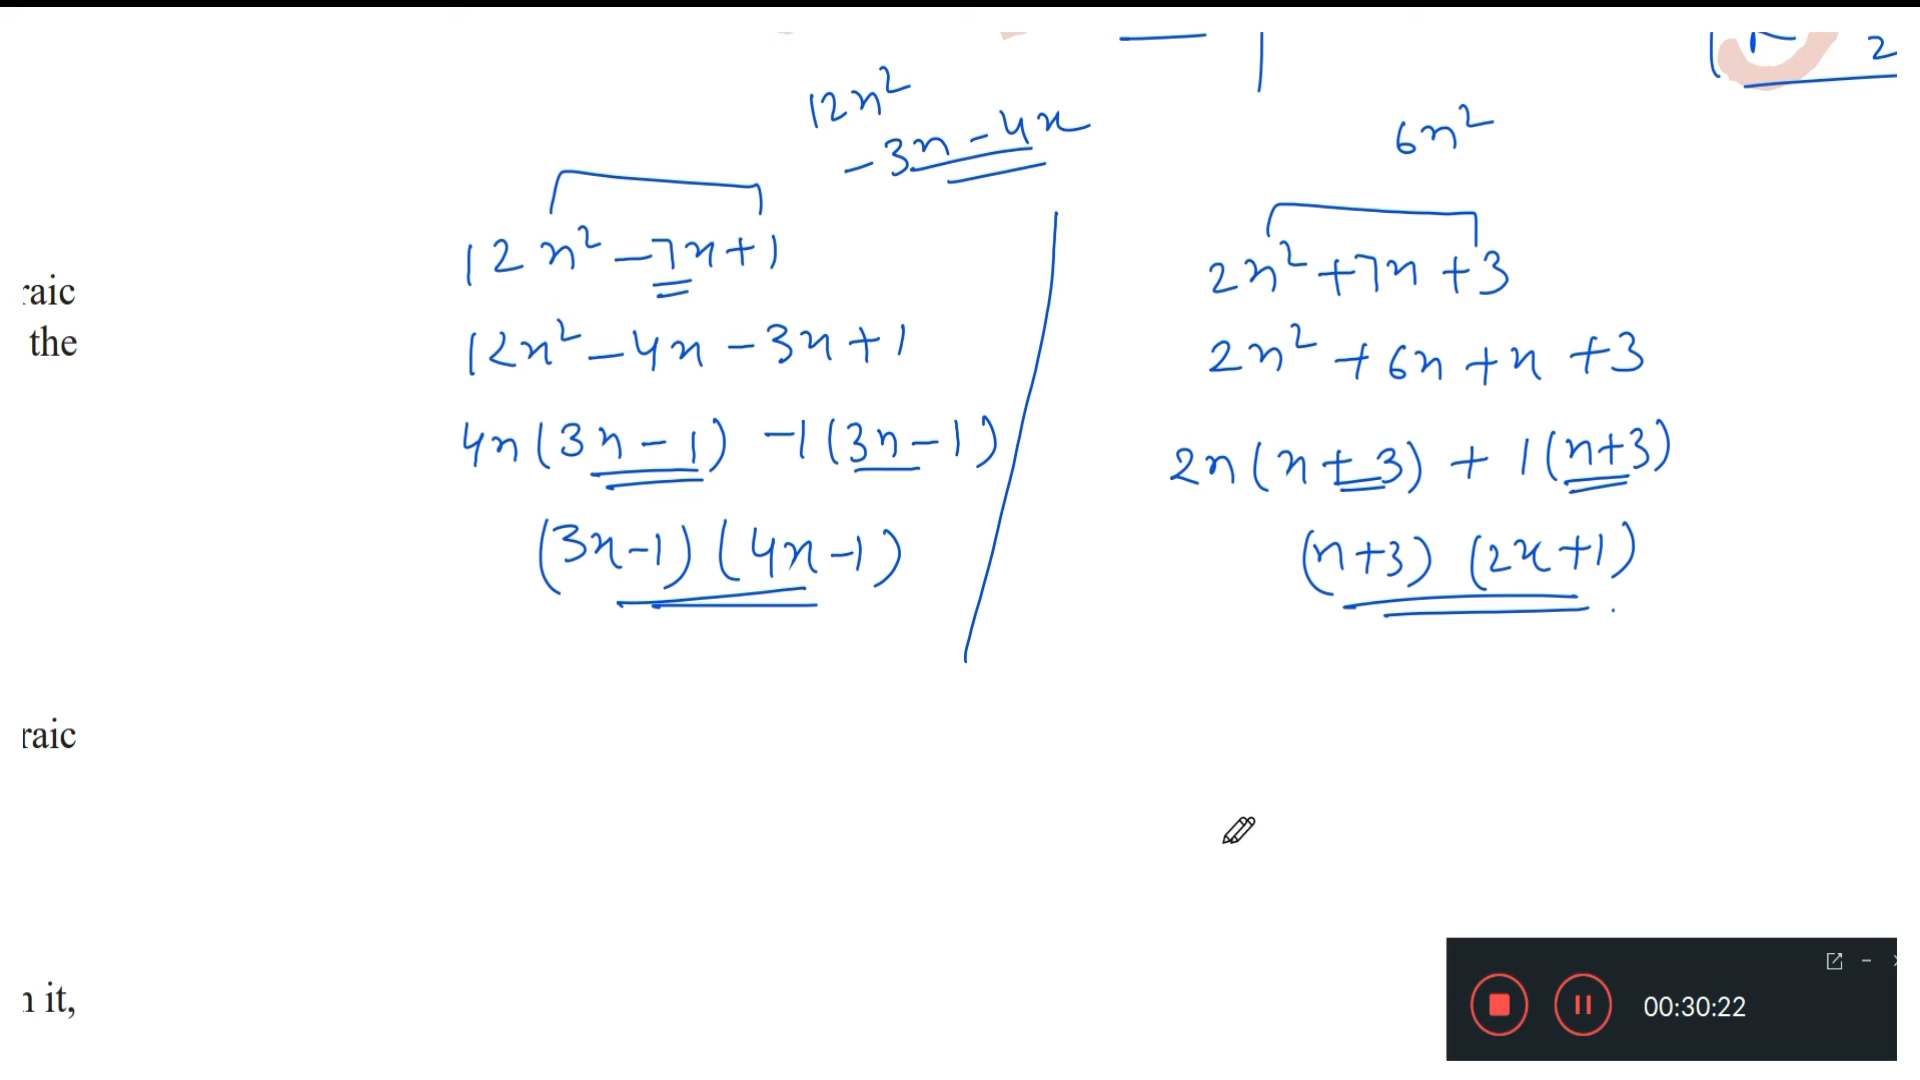 2
12x²
-3x-4x
6x²
12x²-7x+1
2x²+7x+3
raic
the
12x²-4x-3x+1
2x²+6x+x+3
4x(3x-1) -1(3x-1)
2x(x+3) + 1(x+3)
(3x-1) (4x-1)
(x+3) (2x+1)
raic
it,
00:30:22